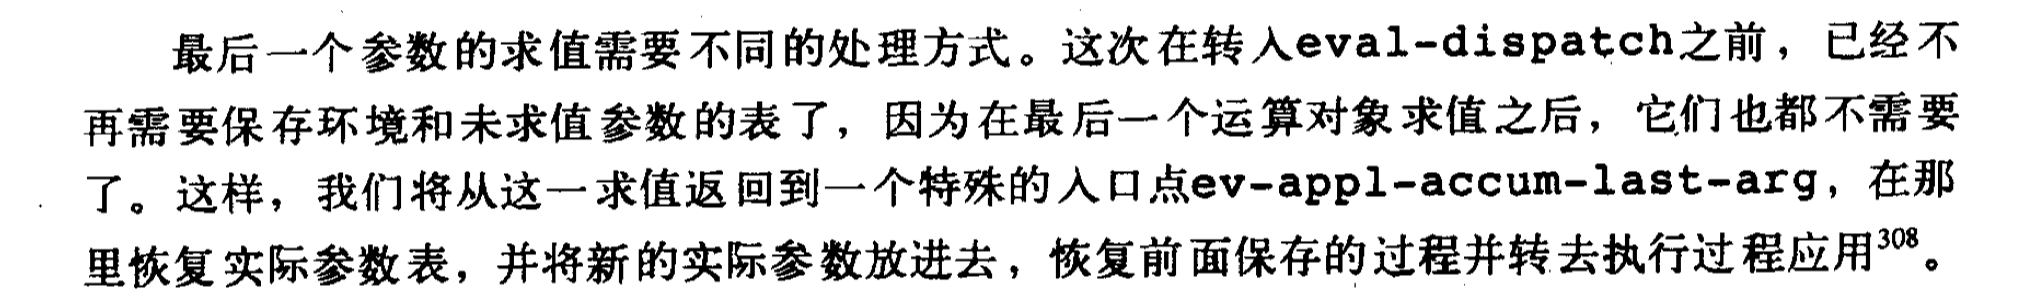 最后一个参数的求值需要不同的处理方式。这次在转入eval-dispatch之前，已经不
再需要保存环境和未求值参数的表了，因为在最后一个运算对象求值之后，它们也都不需要
了。这样，我们将从这一求值返回到一个特殊的入口点ev-appl-accum-last-arg，在那
里恢复实际参数表，并将新的实际参数放进去，恢复前面保存的过程并转去执行过程应用308。